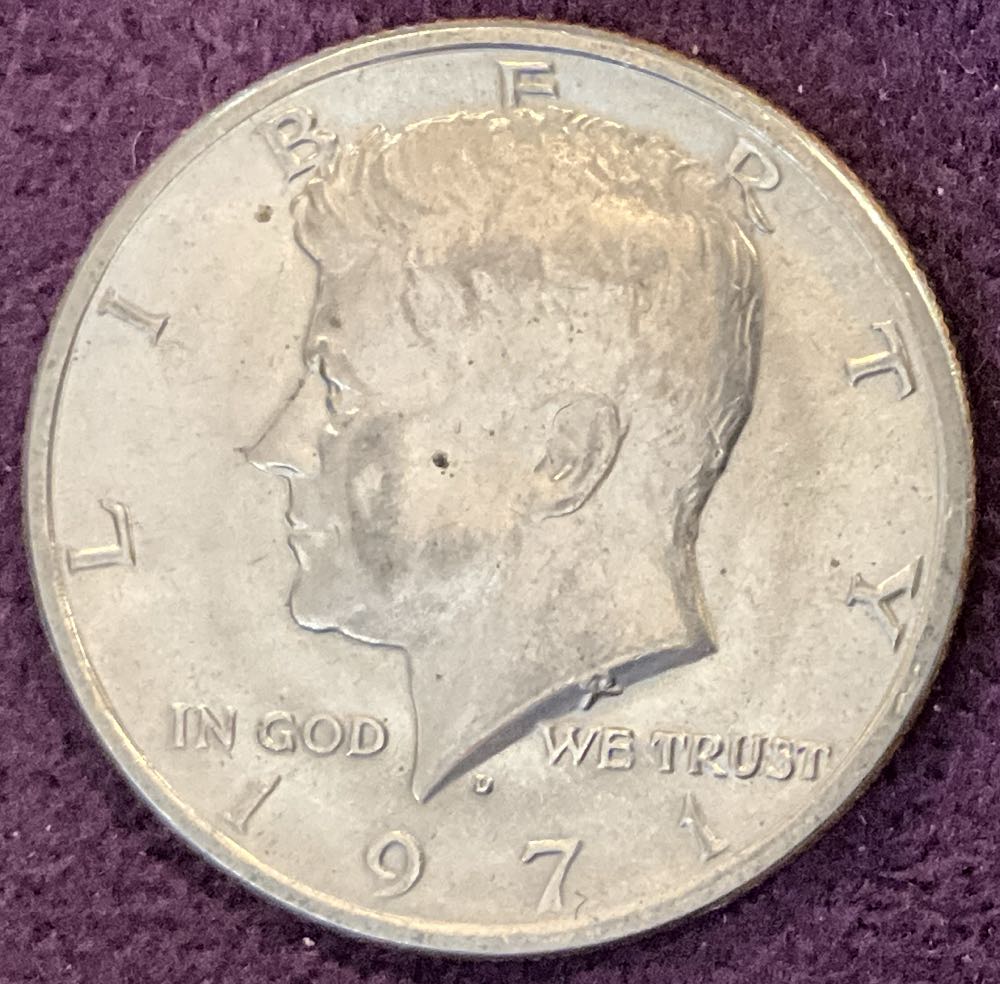 LIBERTY
IN GOD WE TRUST
D
1971